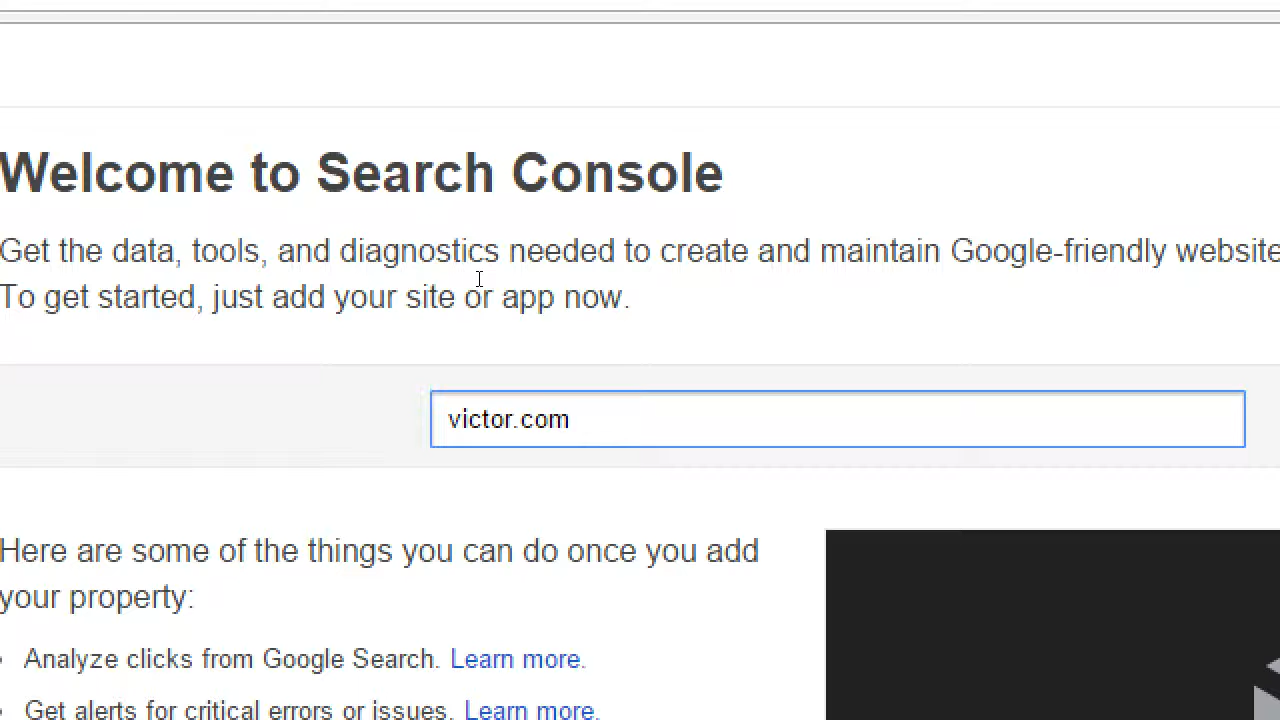 Welcome to Search Console
Get the data, tools, and diagnostics needed to create and maintain Google-friendly website
To get started, just add your site or app now.
victor.com
Here are some of the things you can do once you add
your property:
Analyze clicks from Google Search. Learn more.
Get alerts for critical errors or issues. Learn more.